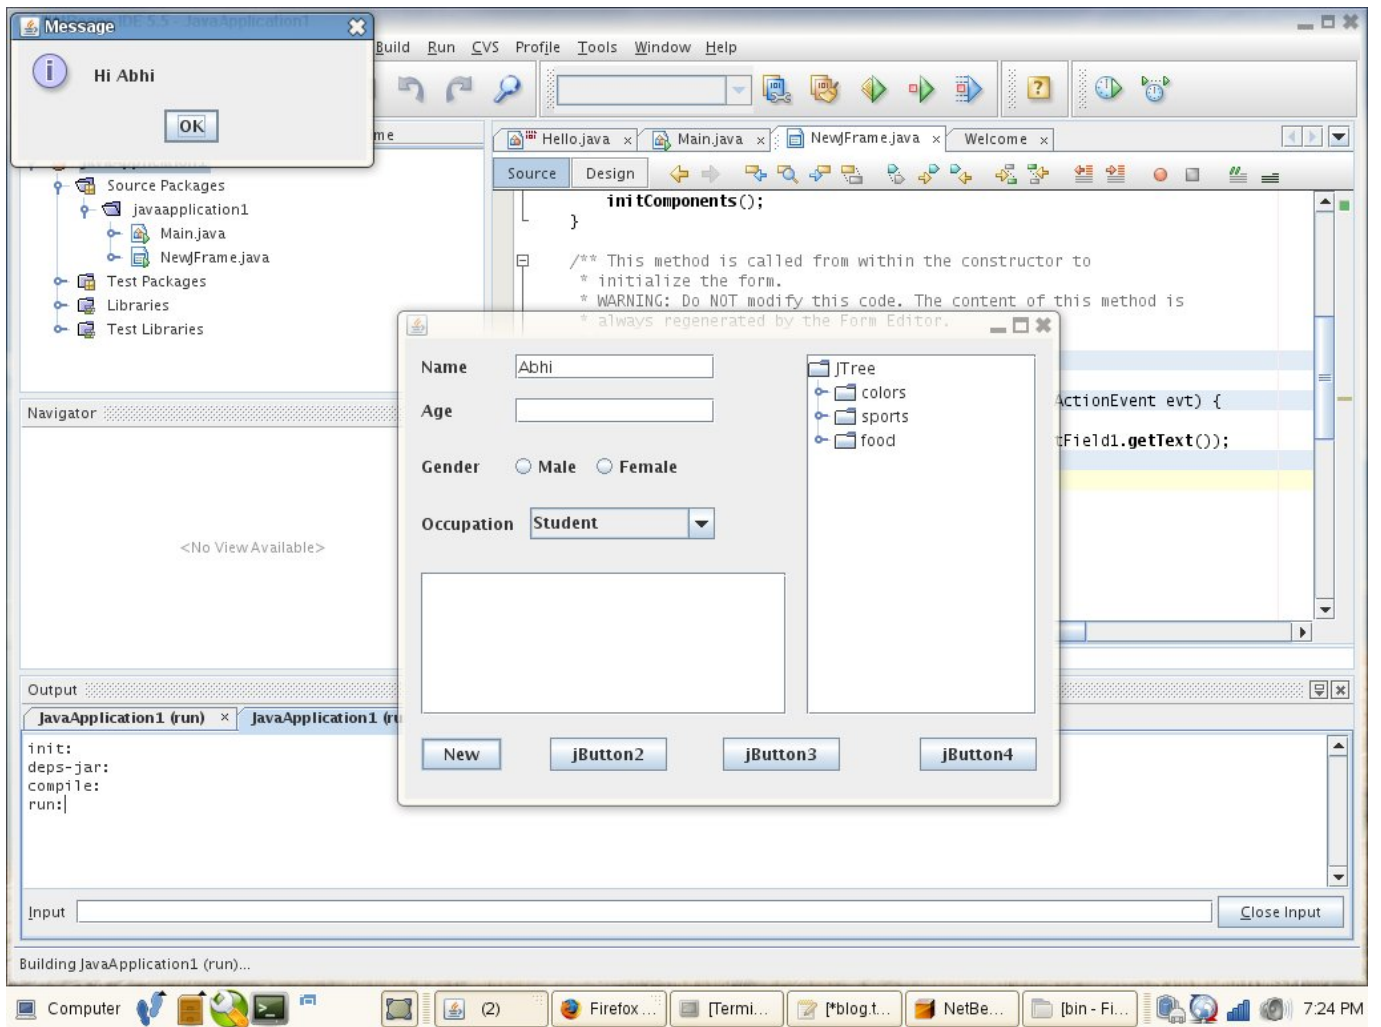 Message
Hi Abhi
OK
Build Run CVS Profile Tools Window Help
Hello.java x Main.java x NewJFrame.java x Welcome x
Source Design
Source Packages
javaapplication1
Main.java
NewJFrame.java
Test Packages
Libraries
Test Libraries
initComponents();
}
/** This method is called from within the constructor to
* initialize the form.
* WARNING: Do NOT modify this code. The content of this method is
* always regenerated by the Form Editor.
ActionEvent evt) {
tField1.getText());
Name Abhi
Age
Gender Male Female
Occupation Student
JTree
colors
sports
food
New jButton2 jButton3 jButton4
Navigator
<No View Available>
Output
JavaApplication1 (run) × JavaApplication1 (ru
init:
deps-jar:
compile:
run:
Input Close Input
Building JavaApplication1 (run)...
Computer (2) Firefox ... [Termi... [*blog.t... NetBe... [bin - Fi... 7:24 PM